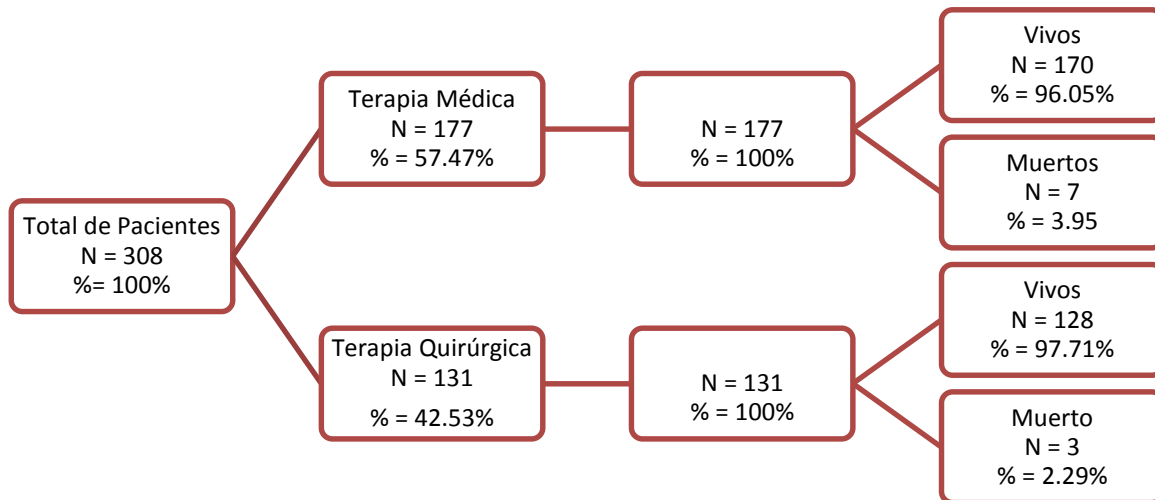 Total de Pacientes
N = 308
%= 100%
Terapia Médica
N = 177
% = 57.47%
N = 177
% = 100%
Vivos
N = 170
% = 96.05%
Muertos
N = 7
% = 3.95
Terapia Quirúrgica
N = 131
% = 42.53%
N = 131
% = 100%
Vivos
N = 128
% = 97.71%
Muerto
N = 3
% = 2.29%